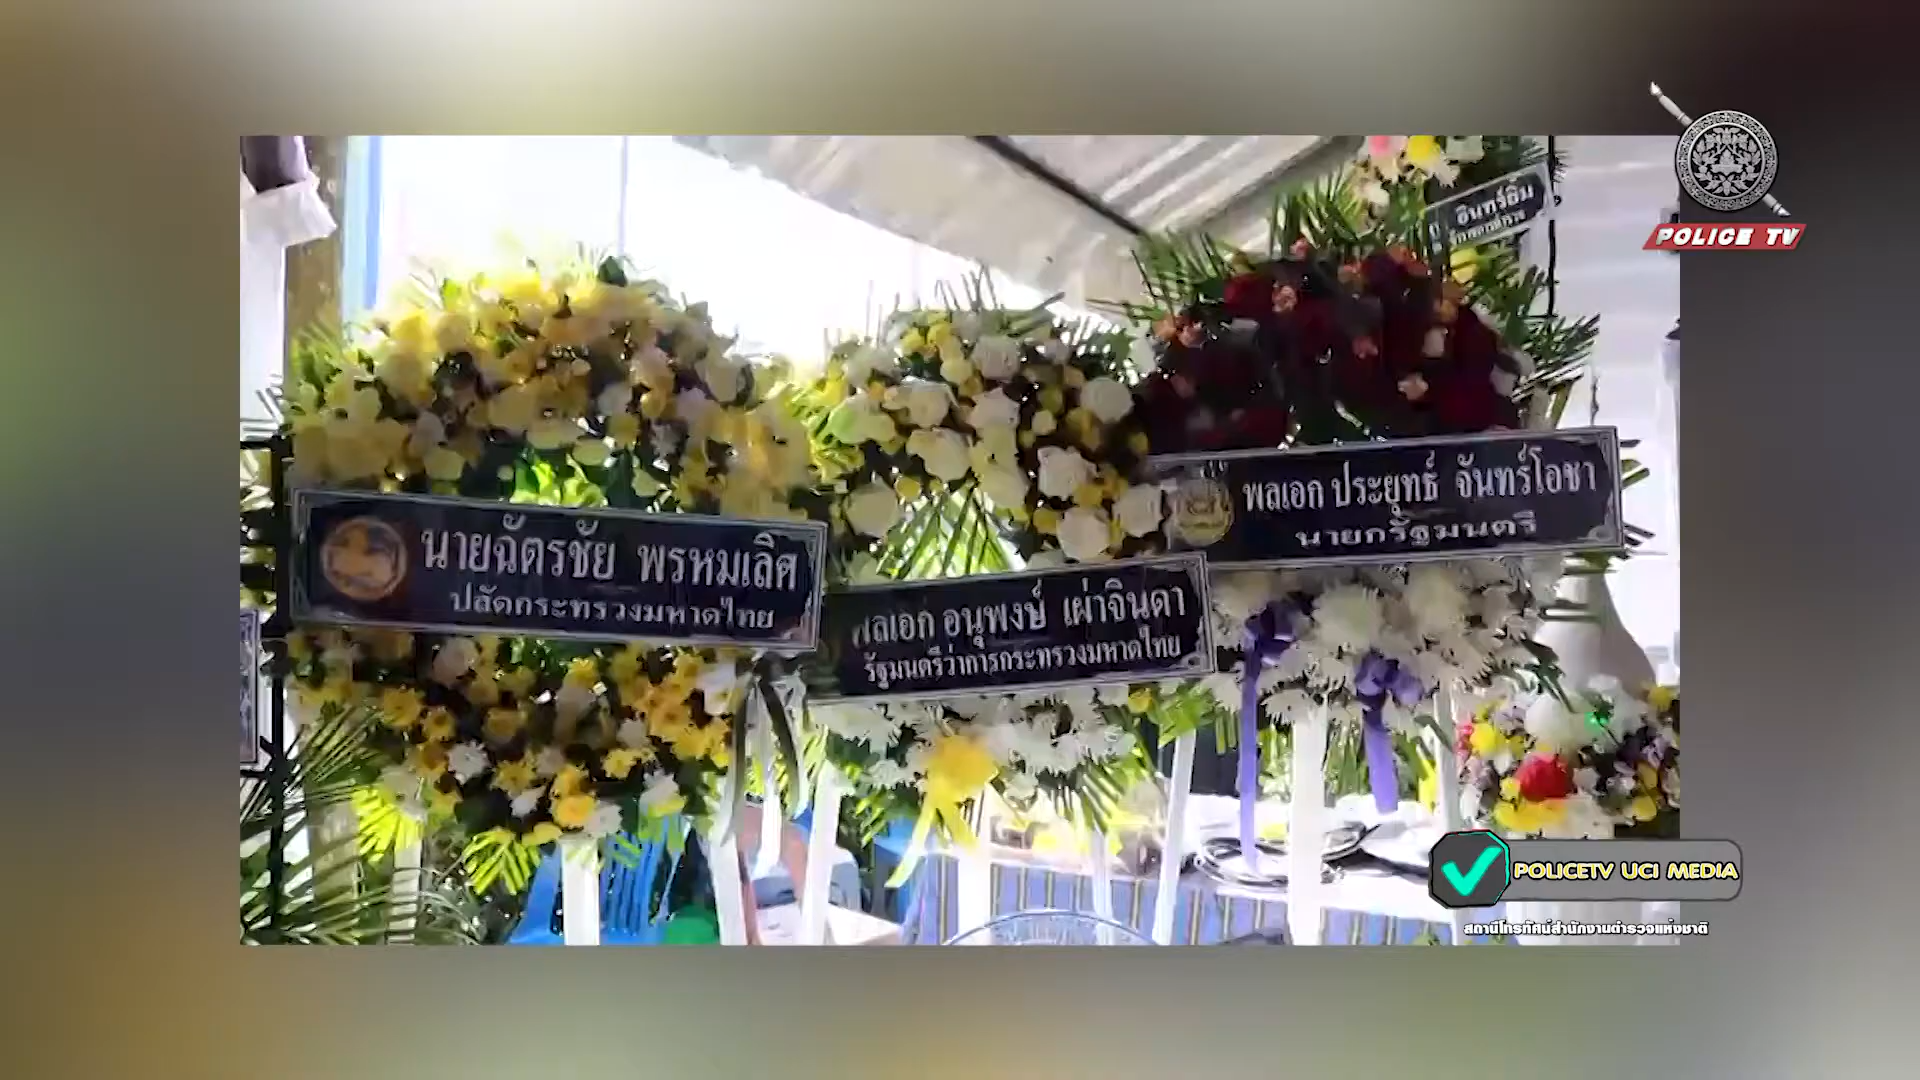 POLICE TV
อินทร์ยิ้ม
พลเอก ประยุทธ์ จันทร์โอชา
นายกรัฐมนตรี
นายฉัตรชัย พรหมเลิศ
ปลัดกระทรวงมหาดไทย
พลเอก อนุพงษ์ เผ่าจินดา
รัฐมนตรีว่าการกระทรวงมหาดไทย
POLICETV UCI MEDIA
สถานีโทรทัศน์สำนักงานตำรวจแห่งชาติ